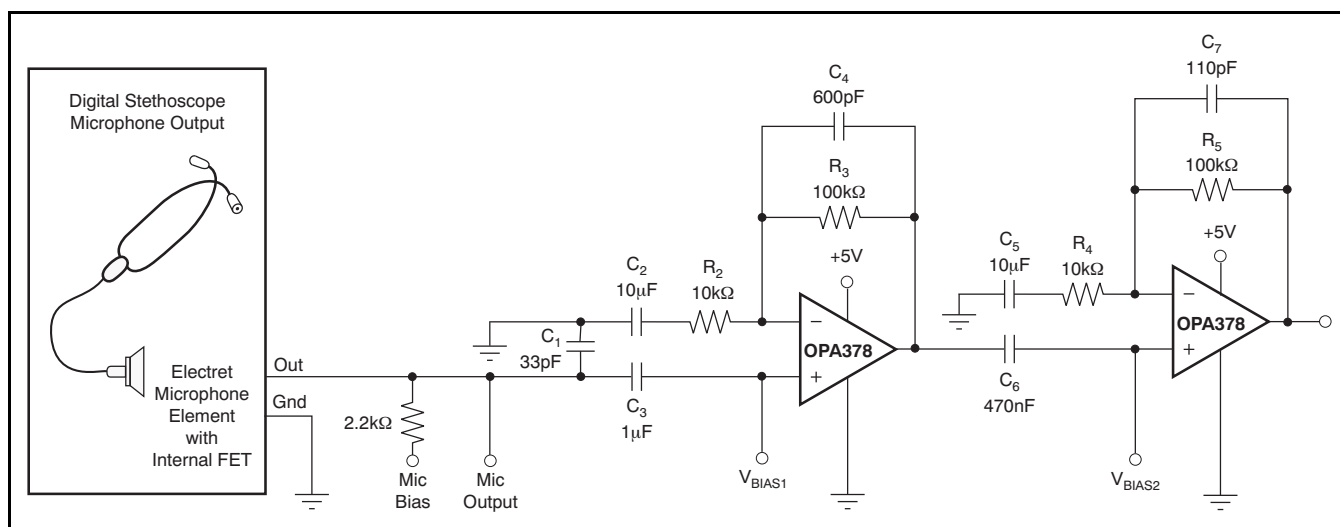 Digital Stethoscope
Microphone Output
Electret
Microphone
Element
with
Internal FET
Out
Gnd
2.2kΩ
Mic
Bias
Mic
Output
C1
33pF
C2
10μF
R2
10kΩ
C3
1μF
VBIAS1
C4
600pF
R3
100kΩ
+5V
−
OPA378
+
C5
10μF
R4
10kΩ
C6
470nF
VBIAS2
C7
110pF
R5
100kΩ
+5V
−
OPA378
+